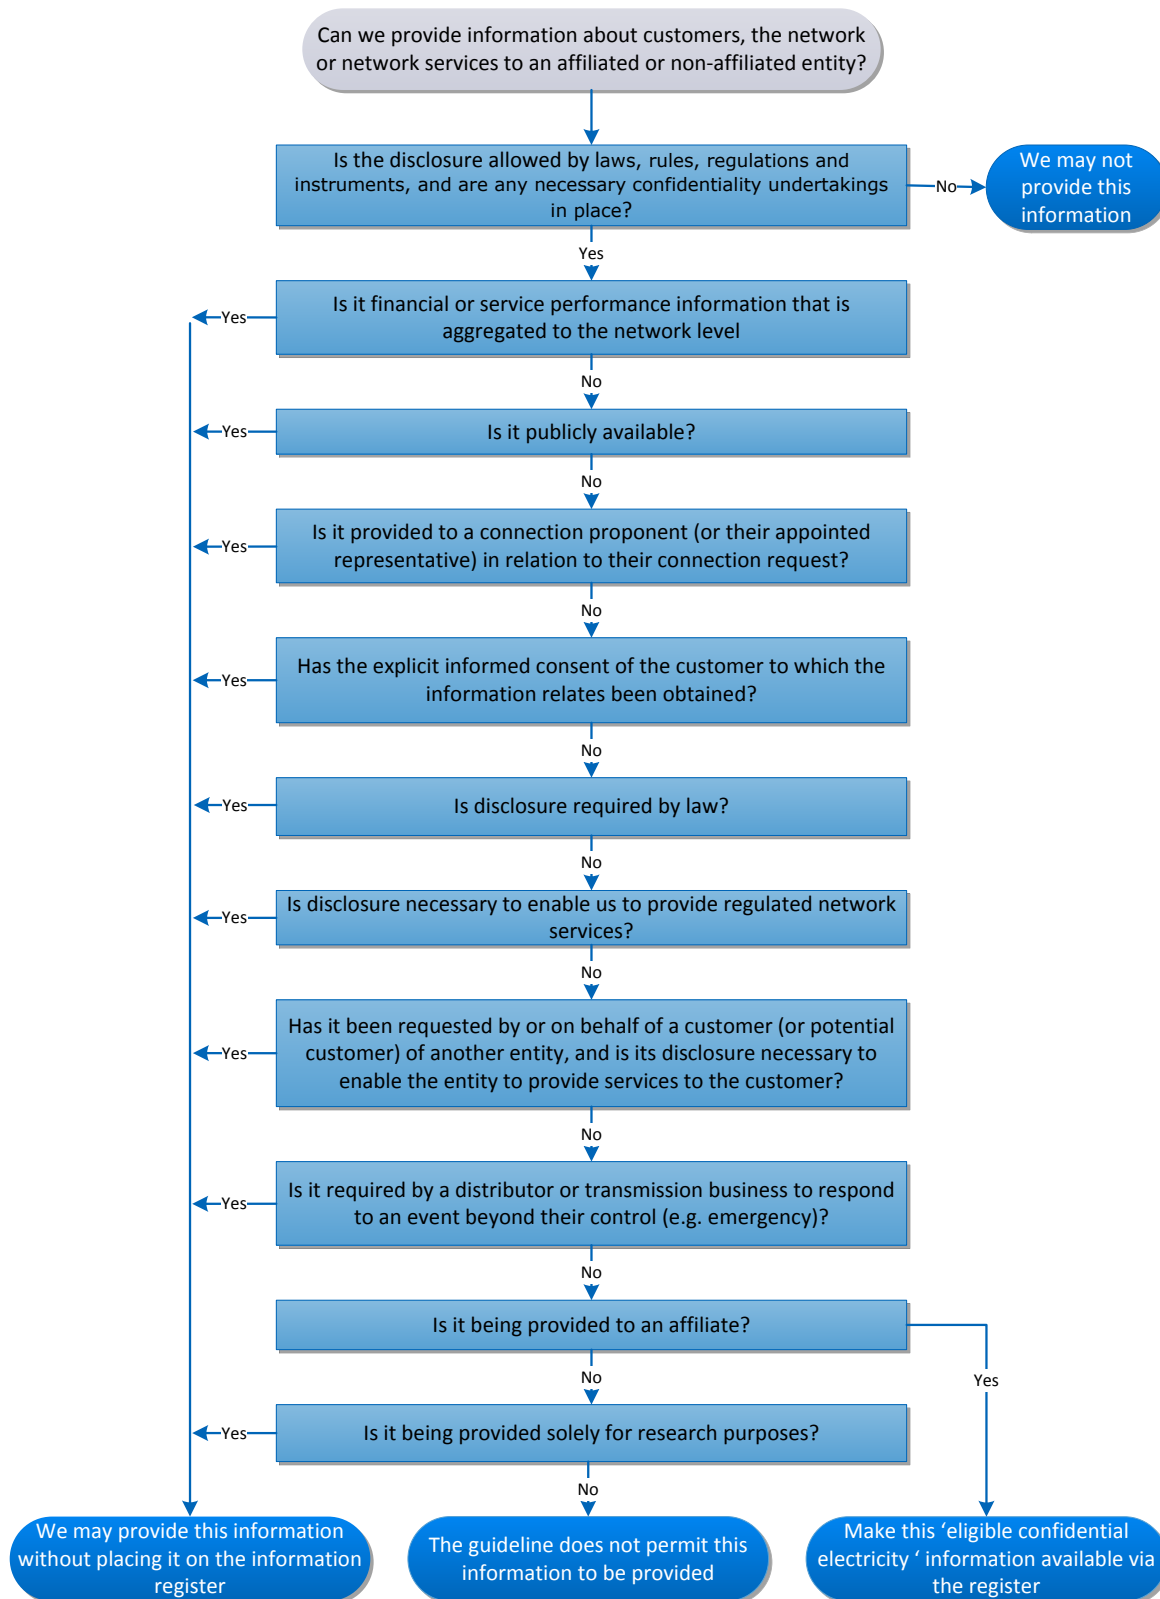 Can we provide information about customers, the network
or network services to an affiliated or non-affiliated entity?
Is the disclosure allowed by laws, rules, regulations and
instruments, and are any necessary confidentiality undertakings
in place?
No
We may not
provide this
information
Yes
Is it financial or service performance information that is
aggregated to the network level
Yes
No
Is it publicly available?
Yes
No
Is it provided to a connection proponent (or their appointed
representative) in relation to their connection request?
Yes
No
Has the explicit informed consent of the customer to which the
information relates been obtained?
Yes
No
Is disclosure required by law?
Yes
No
Is disclosure necessary to enable us to provide regulated network
services?
Yes
No
Has it been requested by or on behalf of a customer (or potential
customer) of another entity, and is its disclosure necessary to
enable the entity to provide services to the customer?
Yes
No
Is it required by a distributor or transmission business to respond
to an event beyond their control (e.g. emergency)?
Yes
No
Is it being provided to an affiliate?
Yes
No
Is it being provided solely for research purposes?
Yes
No
We may provide this information
without placing it on the information
register
The guideline does not permit this
information to be provided
Make this ‘eligible confidential
electricity ‘ information available via
the register